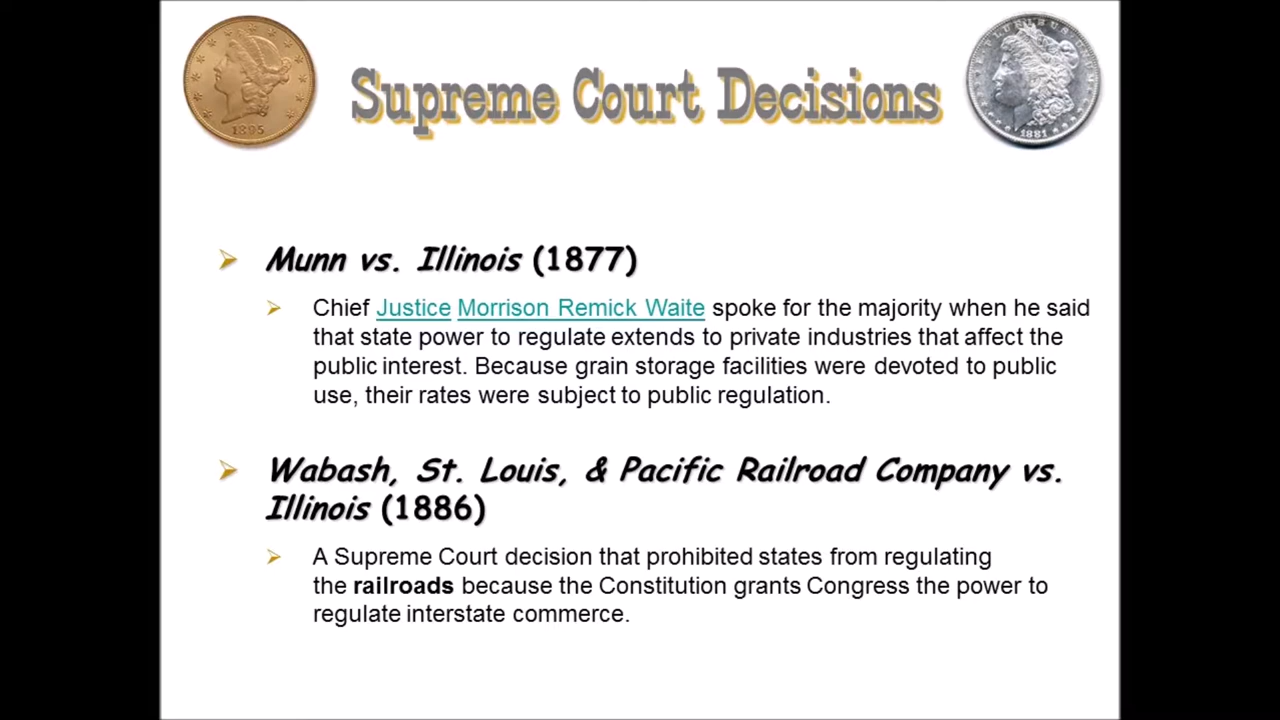 Supreme Court Decisions
1895
PLURIBUS
1881
Munn vs. Illinois (1877)
Chief Justice Morrison Remick Waite spoke for the majority when he said
that state power to regulate extends to private industries that affect the
public interest. Because grain storage facilities were devoted to public
use, their rates were subject to public regulation.
Wabash, St. Louis, & Pacific Railroad Company vs.
Illinois (1886)
A Supreme Court decision that prohibited states from regulating
the railroads because the Constitution grants Congress the power to
regulate interstate commerce.